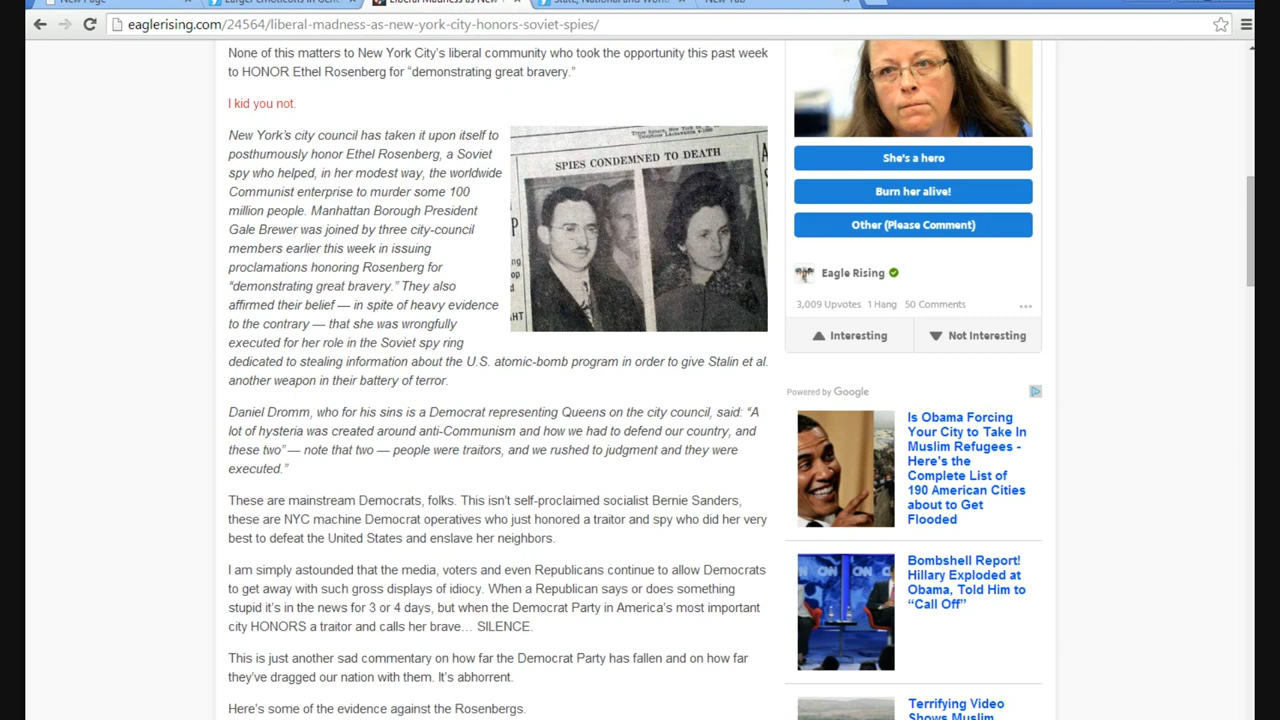 New Page
Liberal Madness as New
State, National and
New Tab
eaglerising.com/24564/liberal-madness-as-new-york-city-honors-soviet-spies/
None of this matters to New York City's liberal community who took the opportunity this past week
to HONOR Ethel Rosenberg for “demonstrating great bravery.”
I kid you not.
New York's city council has taken it upon itself to
posthumously honor Ethel Rosenberg, a Soviet
spy who helped, in her modest way, the worldwide
Communist enterprise to murder some 100
million people. Manhattan Borough President
Gale Brewer was joined by three city-council
members earlier this week in issuing
proclamations honoring Rosenberg for
“demonstrating great bravery.” They also
affirmed their belief — in spite of heavy evidence
to the contrary — that she was wrongfully
executed for her role in the Soviet spy ring
dedicated to stealing information about the U.S. atomic-bomb program in order to give Stalin et al.
another weapon in their battery of terror.
SPIES CONDEMNED TO DEATH
Daniel Dromm, who for his sins is a Democrat representing Queens on the city council, said: “A
lot of hysteria was created around anti-Communism and how we had to defend our country, and
these two” — note that two — people were traitors, and we rushed to judgment and they were
executed.”
These are mainstream Democrats, folks. This isn't self-proclaimed socialist Bernie Sanders,
these are NYC machine Democrat operatives who just honored a traitor and spy who did her very
best to defeat the United States and enslave her neighbors.
I am simply astounded that the media, voters and even Republicans continue to allow Democrats
to get away with such gross displays of idiocy. When a Republican says or does something
stupid it's in the news for 3 or 4 days, but when the Democrat Party in America's most important
city HONORS a traitor and calls her brave… SILENCE.
This is just another sad commentary on how far the Democrat Party has fallen and on how far
they've dragged our nation with them. It's abhorrent.
Here's some of the evidence against the Rosenbergs.
She's a hero
Burn her alive!
Other (Please Comment)
Eagle Rising
3,009 Upvotes 1 Hang 50 Comments
Interesting
Not Interesting
Powered by Google
Is Obama Forcing
Your City to Take In
Muslim Refugees -
Here's the
Complete List of
190 American Cities
about to Get
Flooded
Bombshell Report!
Hillary Exploded at
Obama, Told Him to
“Call Off”
Terrifying Video
Shows Muslim